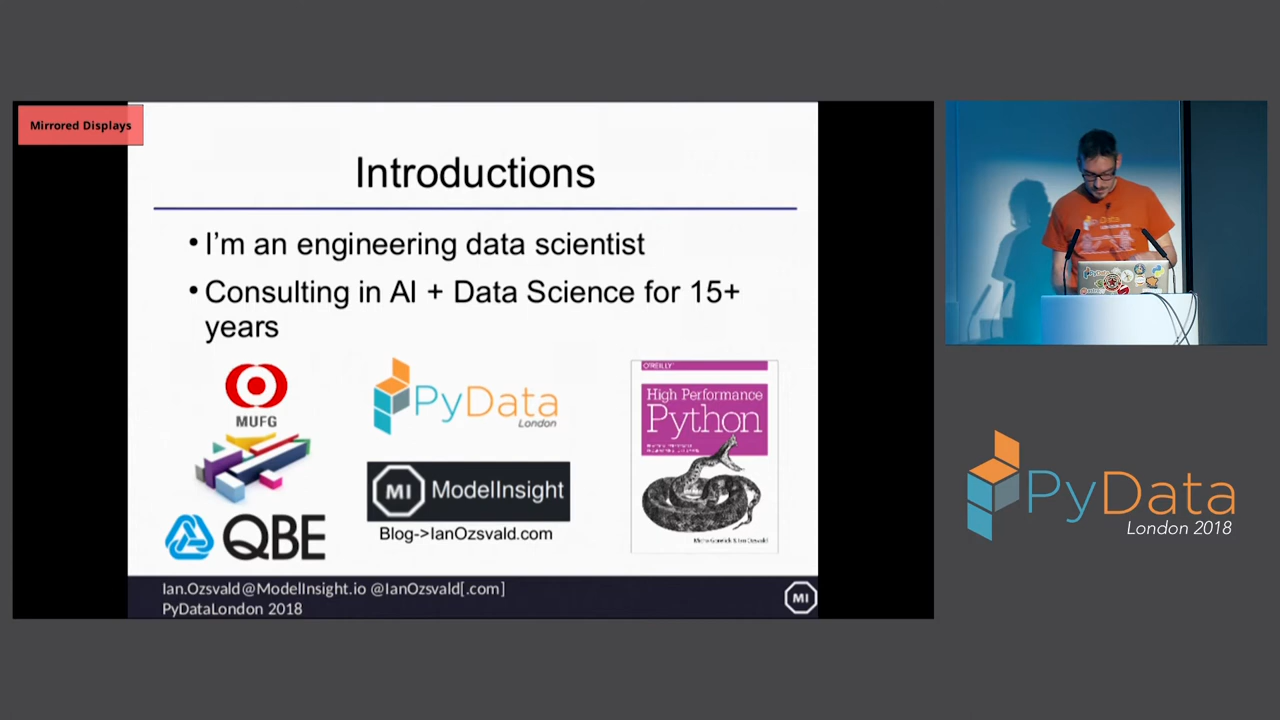 Mirrored Displays
Introductions
• I'm an engineering data scientist
• Consulting in AI + Data Science for 15+
years
MUFG
QBE
PyData
London
MI ModelInsight
Blog->IanOzsvald.com
O'REILLY
High Performance
Python
Ian.Ozsvald@ModelInsight.io @IanOzsvald[.com]
PyDataLondon 2018
MI
PyData
London 2018